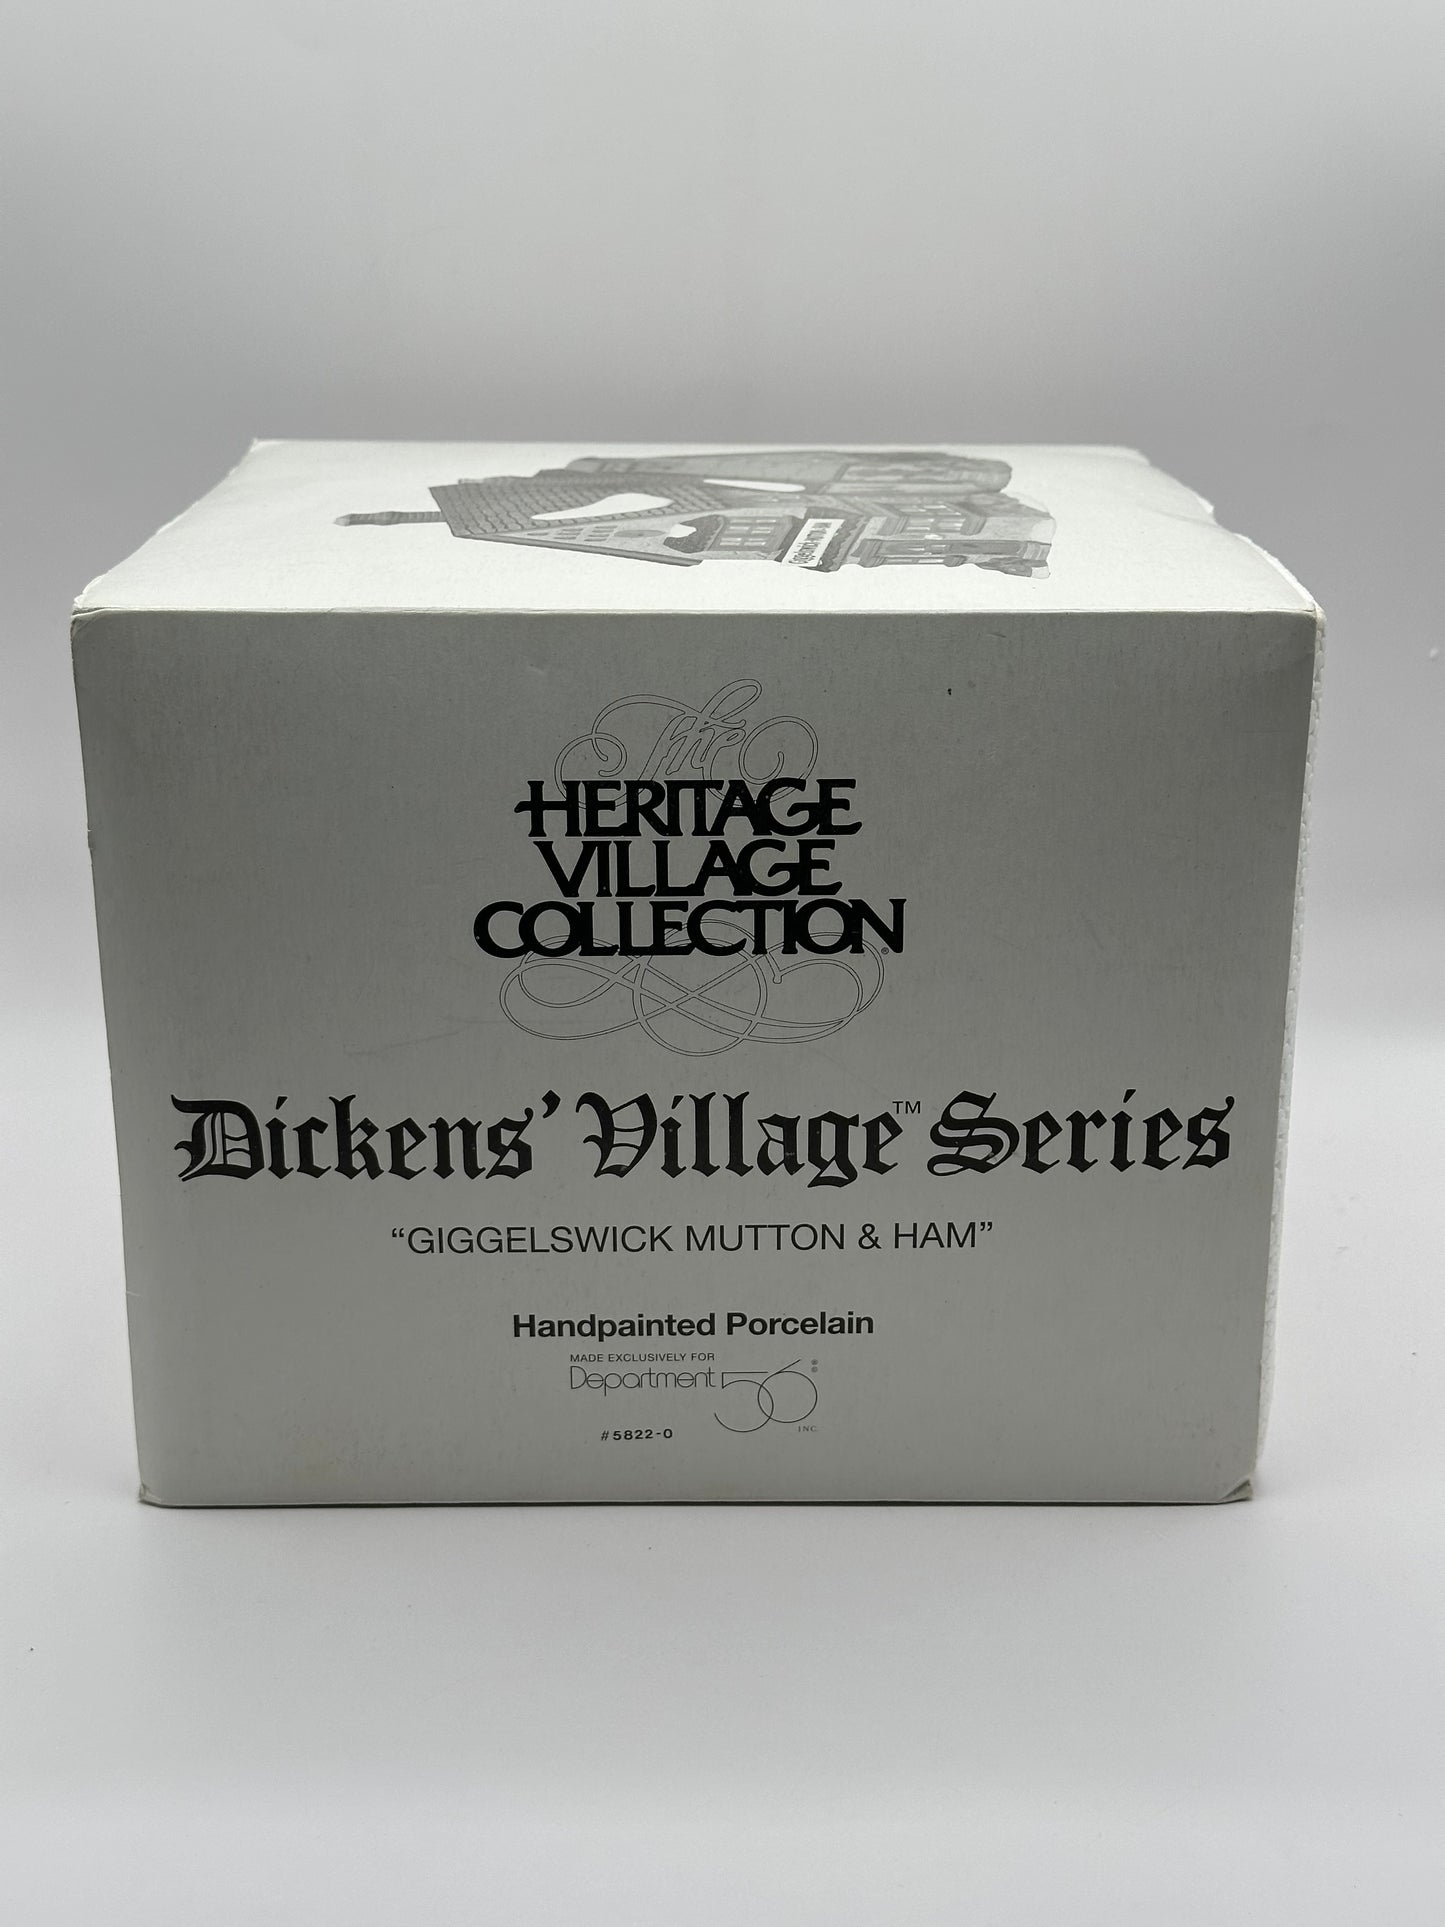 The
HERITAGE
VILLAGE
COLLECTION®
Dickens' Village™ Series
“GIGGELSWICK MUTTON & HAM”
Handpainted Porcelain
MADE EXCLUSIVELY FOR
Department 56
INC.
#5822-0